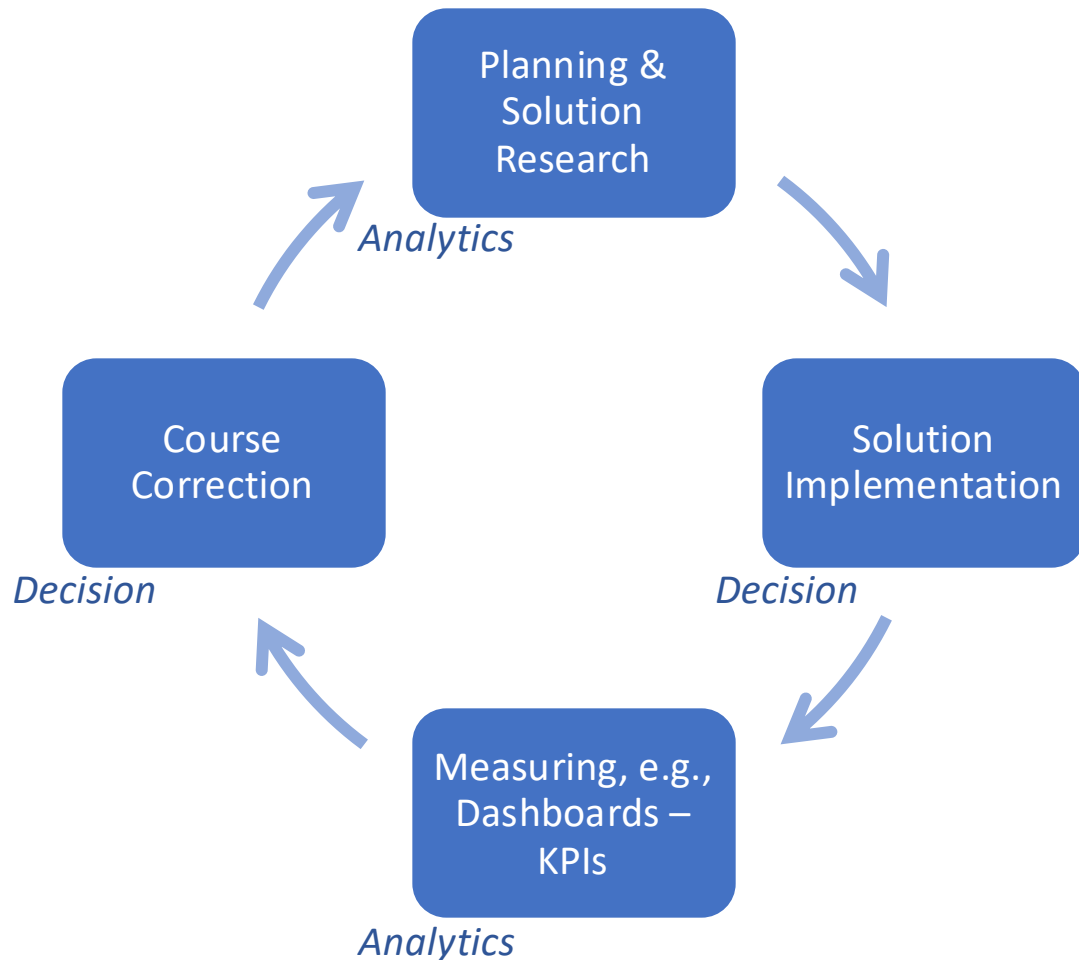 Planning &
Solution
Research
Analytics
Course
Correction
Decision
Solution
Implementation
Decision
Measuring, e.g.,
Dashboards –
KPIs
Analytics